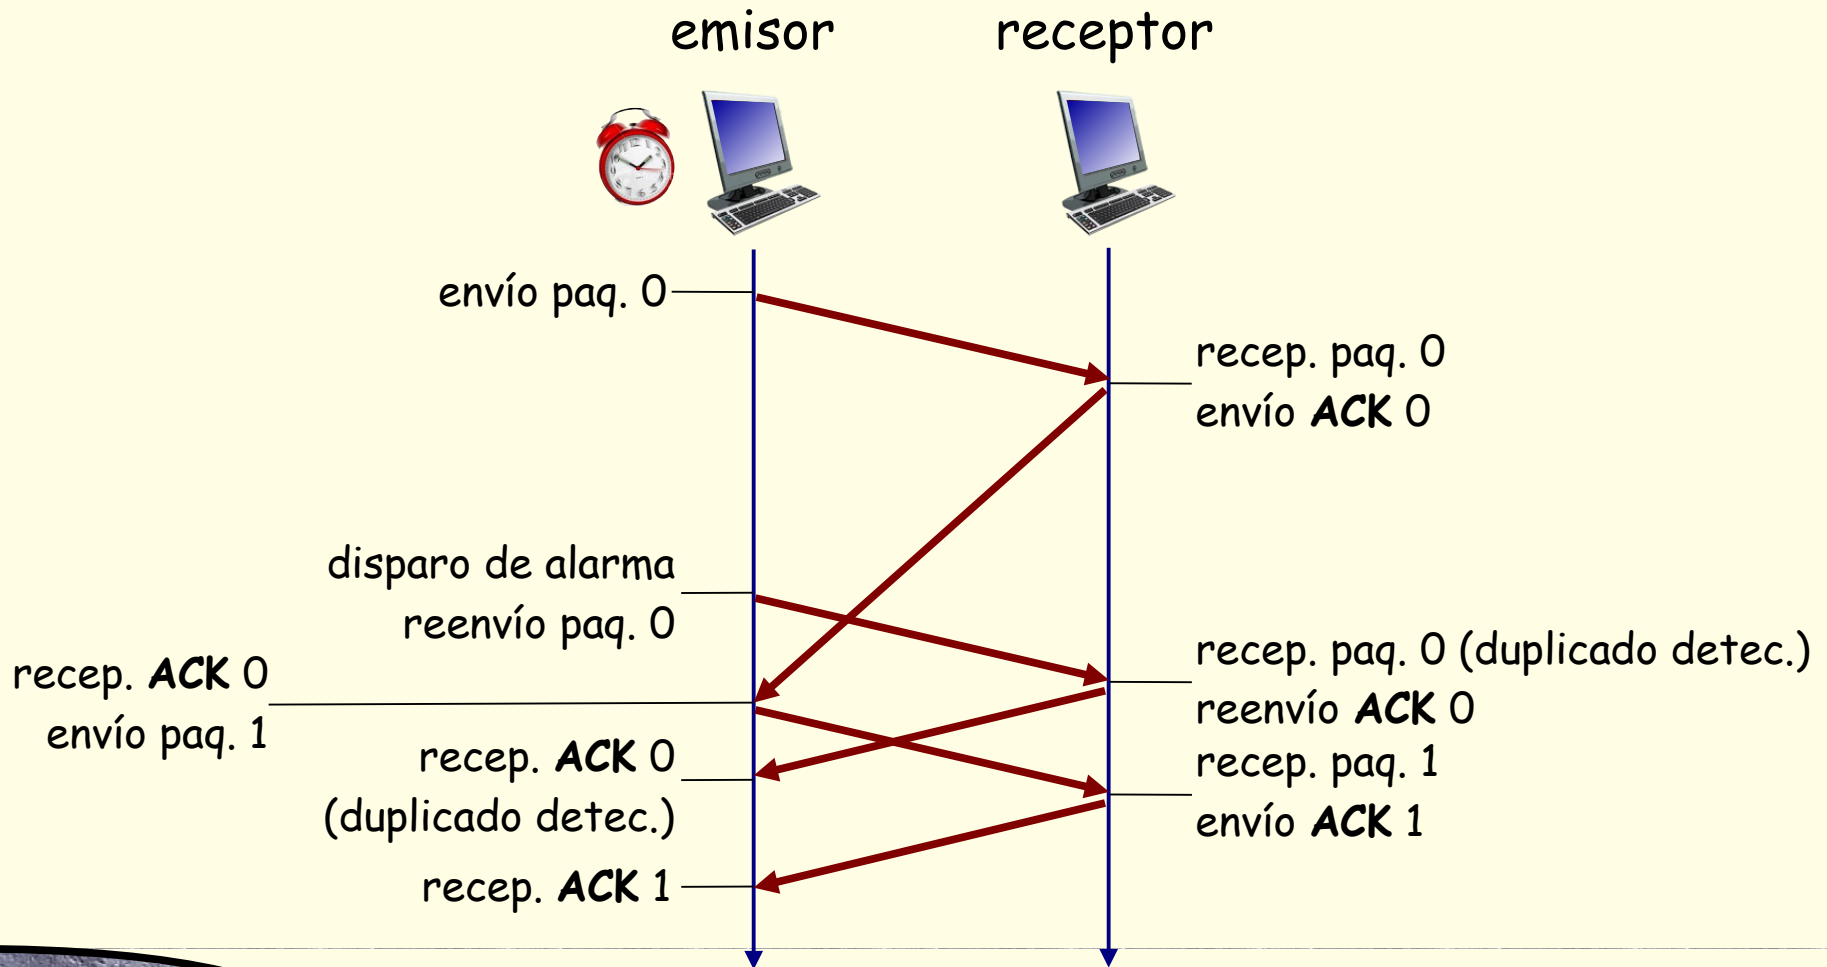 emisor
receptor
envío paq. 0
recep. paq. 0
envío ACK 0
disparo de alarma
reenvío paq. 0
recep. paq. 0 (duplicado detec.)
reenvío ACK 0
recep. ACK 0
envío paq. 1
recep. ACK 0
(duplicado detec.)
recep. paq. 1
envío ACK 1
recep. ACK 1